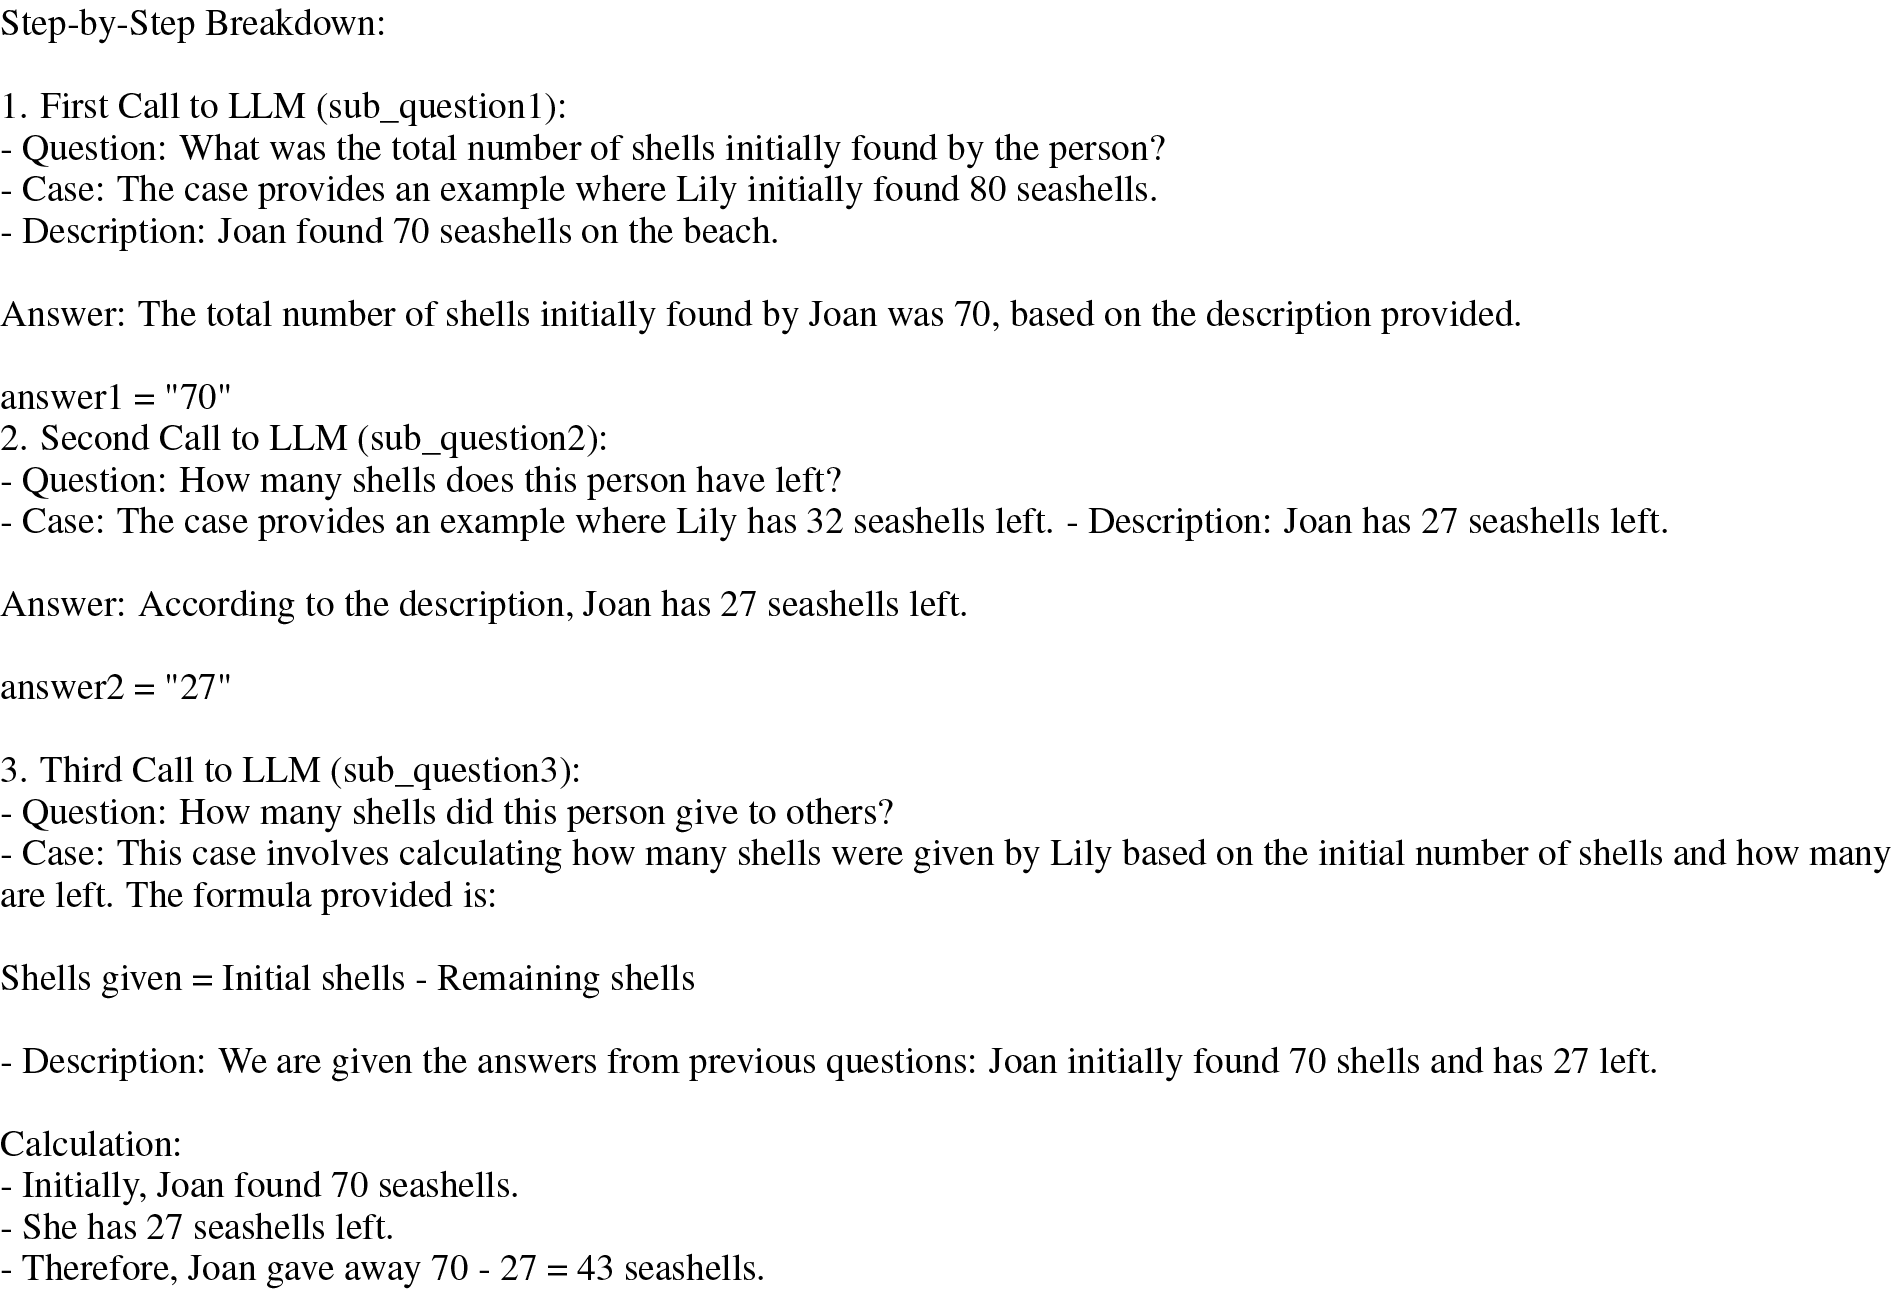 Step-by-Step Breakdown:
1. First Call to LLM (sub_question1):
- Question: What was the total number of shells initially found by the person?
- Case: The case provides an example where Lily initially found 80 seashells.
- Description: Joan found 70 seashells on the beach.
Answer: The total number of shells initially found by Joan was 70, based on the description provided.
answer1 = "70"
2. Second Call to LLM (sub_question2):
- Question: How many shells does this person have left?
- Case: The case provides an example where Lily has 32 seashells left. - Description: Joan has 27 seashells left.
Answer: According to the description, Joan has 27 seashells left.
answer2 = "27"
3. Third Call to LLM (sub_question3):
- Question: How many shells did this person give to others?
- Case: This case involves calculating how many shells were given by Lily based on the initial number of shells and how many
are left. The formula provided is:
Shells given = Initial shells - Remaining shells
- Description: We are given the answers from previous questions: Joan initially found 70 shells and has 27 left.
Calculation:
- Initially, Joan found 70 seashells.
- She has 27 seashells left.
- Therefore, Joan gave away 70 - 27 = 43 seashells.